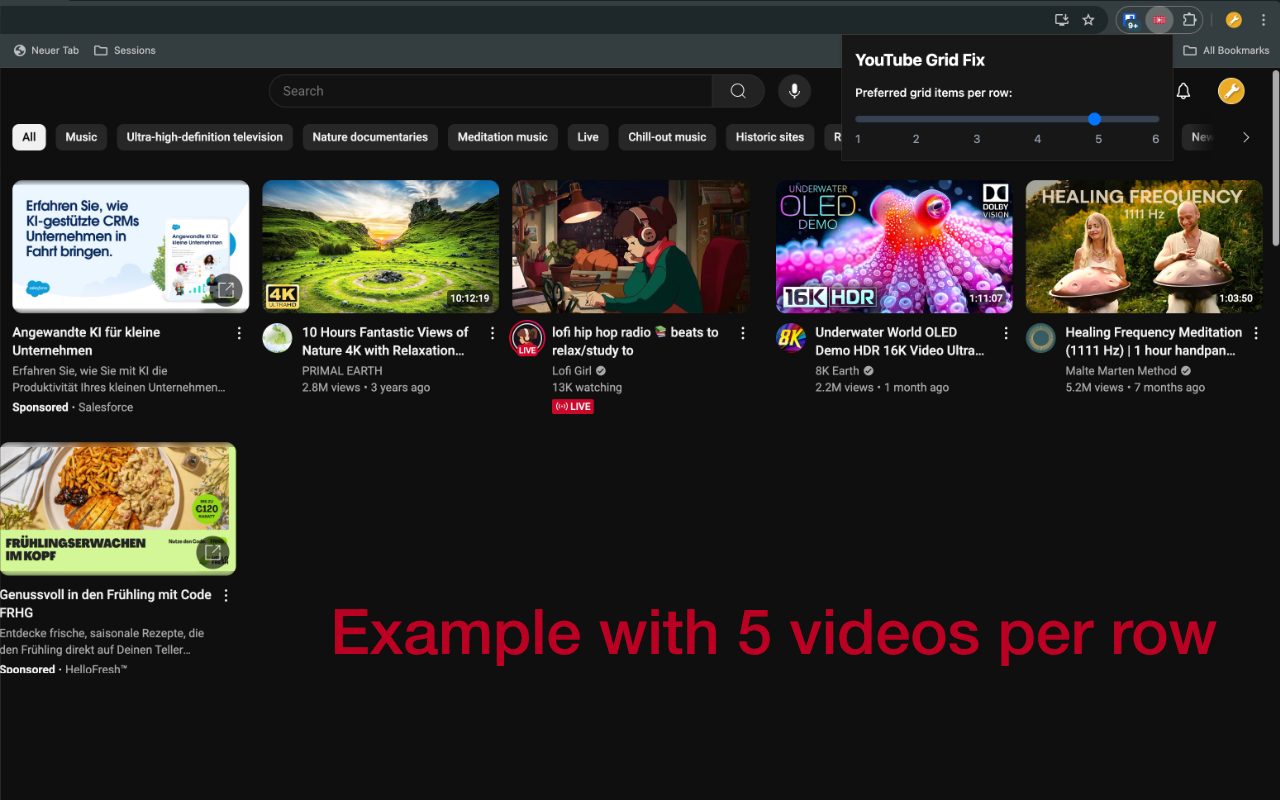 9+
Neuer Tab
Sessions
All Bookmarks
YouTube Grid Fix
Preferred grid items per row:
1 2 3 4 5 6
Search
All
Music
Ultra-high-definition television
Nature documentaries
Meditation music
Live
Chill-out music
Historic sites
R
New
Erfahren Sie, wie
KI-gestützte CRMs
Unternehmen in
Fahrt bringen.
Angewandte KI für
kleine Unternehmen
salesforce
4K
ULTRA HD
10:12:19
UNDERWATER
OLED
DEMO
DOLBY
VISION
16K HDR
1:11:07
HEALING FREQUENCY
1111 Hz
1:03:50
Angewandte KI für kleine
Unternehmen
Erfahren Sie, wie Sie mit KI die
Produktivität Ihres kleinen Unternehmen...
Sponsored · Salesforce
10 Hours Fantastic Views of
Nature 4K with Relaxation...
PRIMAL EARTH
2.8M views • 3 years ago
LIVE
lofi hip hop radio 📚 beats to
relax/study to
Lofi Girl
13K watching
LIVE
8K
Underwater World OLED
Demo HDR 16K Video Ultra...
8K Earth
2.2M views • 1 month ago
Healing Frequency Meditation
(1111 Hz) | 1 hour handpan...
Malte Marten Method
5.2M views • 7 months ago
BIS ZU
€120
RABATT
FRÜHLINGSERWACHEN
IM KOPF
Nutze den Code
Genussvoll in den Frühling mit Code
FRHG
Entdecke frische, saisonale Rezepte, die
den Frühling direkt auf Deinen Teller...
Sponsored · HelloFresh™
Example with 5 videos per row